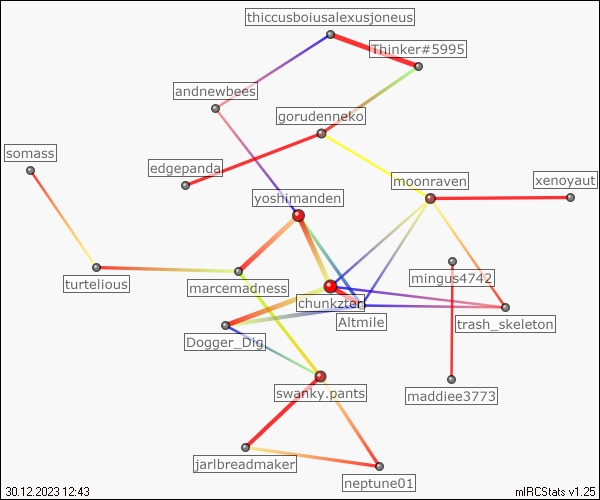 thiccusboiusalexusjoneus
Thinker#5995
andnewbees
gorudenneko
somass
edgepanda
moonraven
xenoyaut
yoshimanden
mingus4742
turtelious
marcemadness
chunkzter
Altmile
trash_skeleton
Dogger_Dig
swanky.pants
maddiee3773
jarlbreadmaker
neptune01
30.12.2023 12:43
mIRCStats v1.25